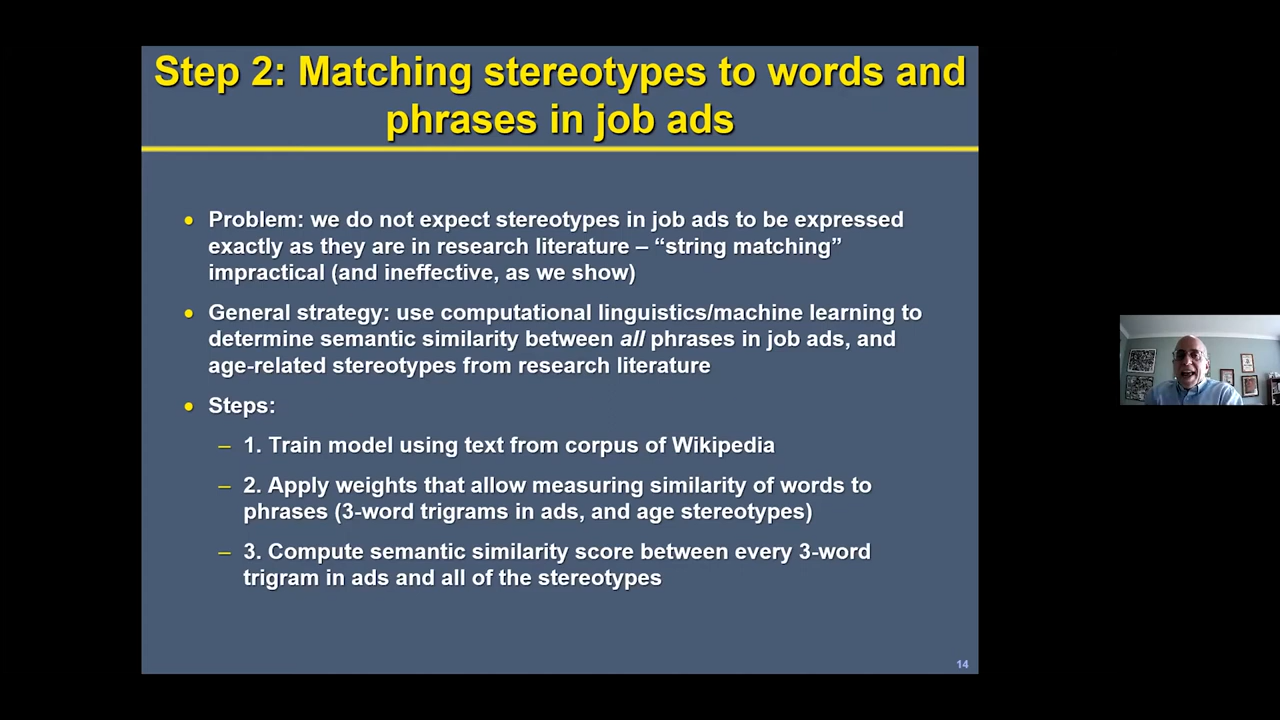 Step 2: Matching stereotypes to words and
phrases in job ads
• Problem: we do not expect stereotypes in job ads to be expressed
exactly as they are in research literature – “string matching”
impractical (and ineffective, as we show)
• General strategy: use computational linguistics/machine learning to
determine semantic similarity between all phrases in job ads, and
age-related stereotypes from research literature
• Steps:
– 1. Train model using text from corpus of Wikipedia
– 2. Apply weights that allow measuring similarity of words to
phrases (3-word trigrams in ads, and age stereotypes)
– 3. Compute semantic similarity score between every 3-word
trigram in ads and all of the stereotypes
14